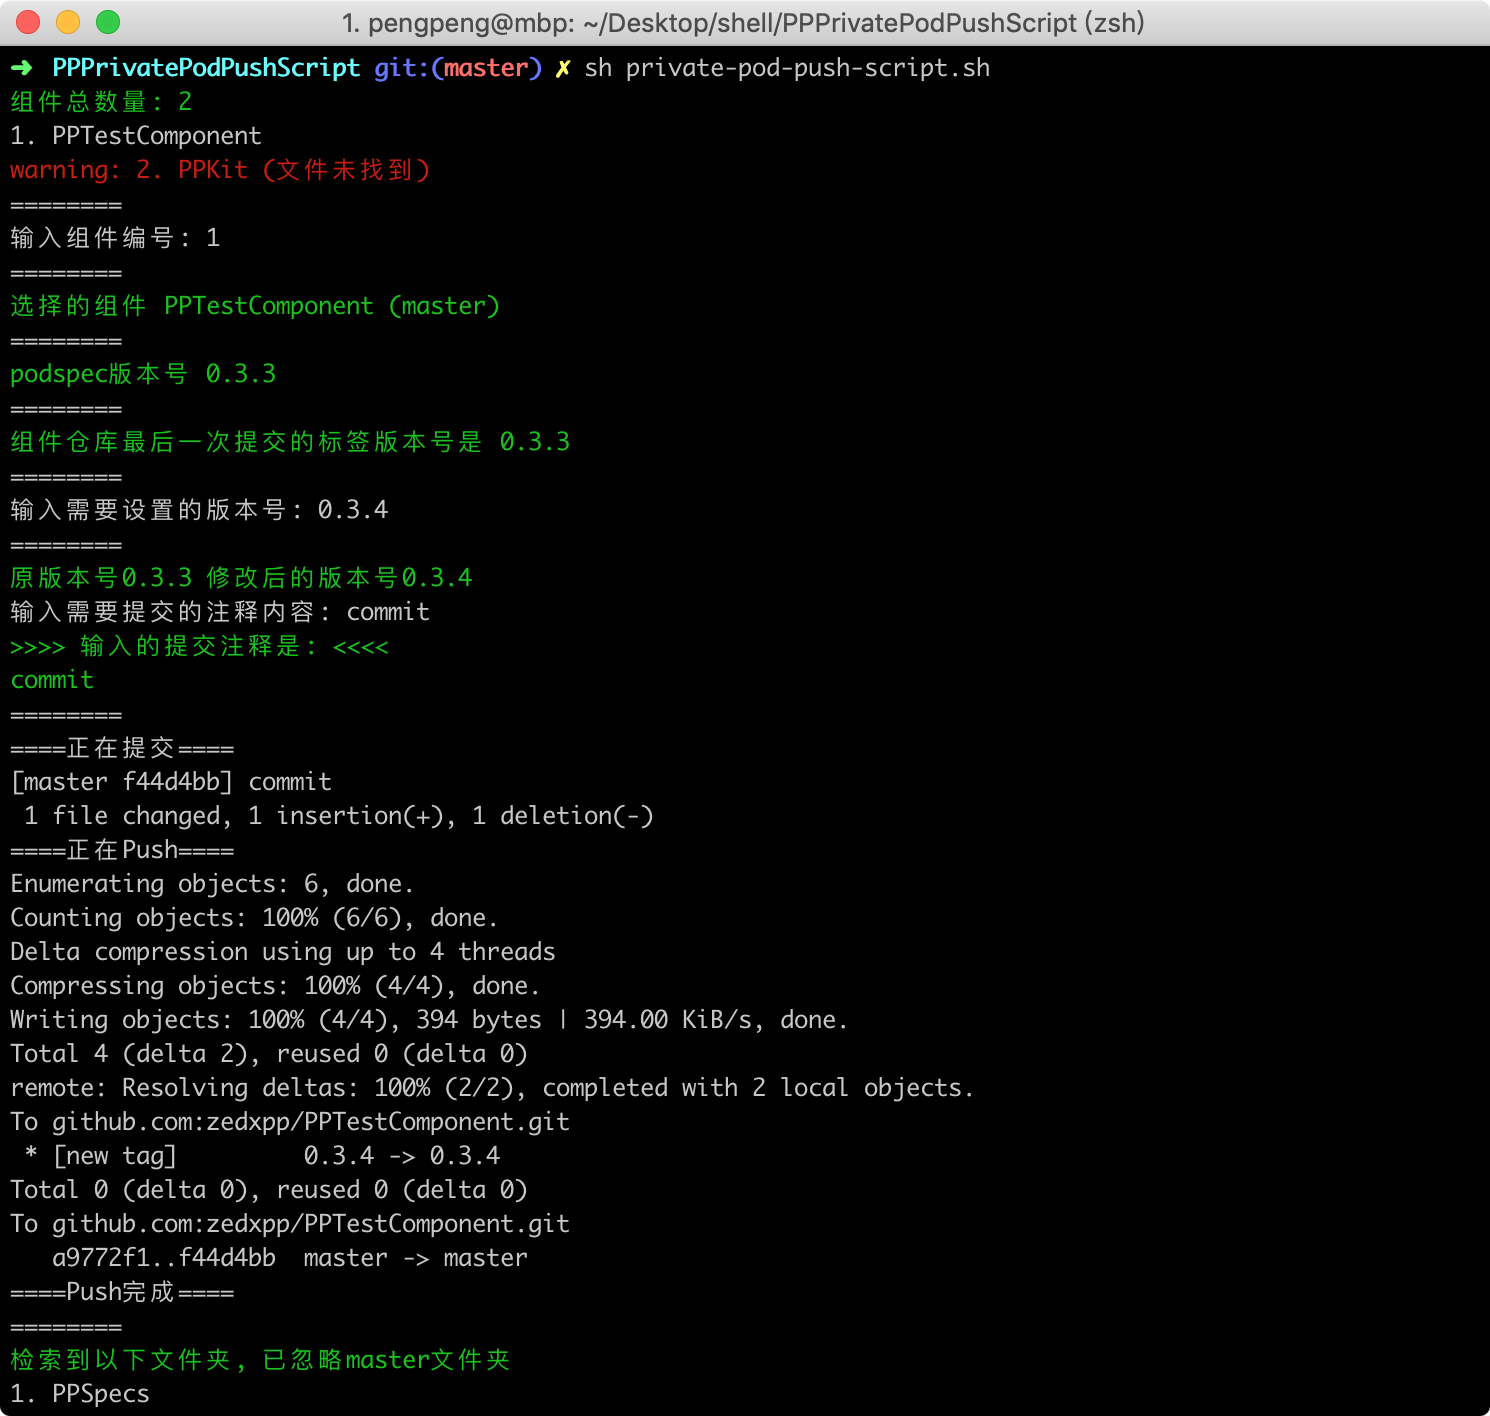 1. pengpeng@mbp: ~/Desktop/shell/PPPrivatePodPushScript (zsh)
➜  PPPrivatePodPushScript git:(master) ✗ sh private-pod-push-script.sh
组件总数量: 2
1. PPTestComponent
warning: 2. PPKit (文件未找到)
========
输入组件编号: 1
========
选择的组件 PPTestComponent (master)
========
podspec版本号 0.3.3
========
组件仓库最后一次提交的标签版本号是 0.3.3
========
输入需要设置的版本号: 0.3.4
========
原版本号0.3.3 修改后的版本号0.3.4
输入需要提交的注释内容: commit
>>>> 输入的提交注释是: <<<<
commit
========
====正在提交====
[master f44d4bb] commit
 1 file changed, 1 insertion(+), 1 deletion(-)
====正在Push====
Enumerating objects: 6, done.
Counting objects: 100% (6/6), done.
Delta compression using up to 4 threads
Compressing objects: 100% (4/4), done.
Writing objects: 100% (4/4), 394 bytes | 394.00 KiB/s, done.
Total 4 (delta 2), reused 0 (delta 0)
remote: Resolving deltas: 100% (2/2), completed with 2 local objects.
To github.com:zedxpp/PPTestComponent.git
 * [new tag]         0.3.4 -> 0.3.4
Total 0 (delta 0), reused 0 (delta 0)
To github.com:zedxpp/PPTestComponent.git
   a9772f1..f44d4bb  master -> master
====Push完成====
========
检索到以下文件夹, 已忽略master文件夹
1. PPSpecs